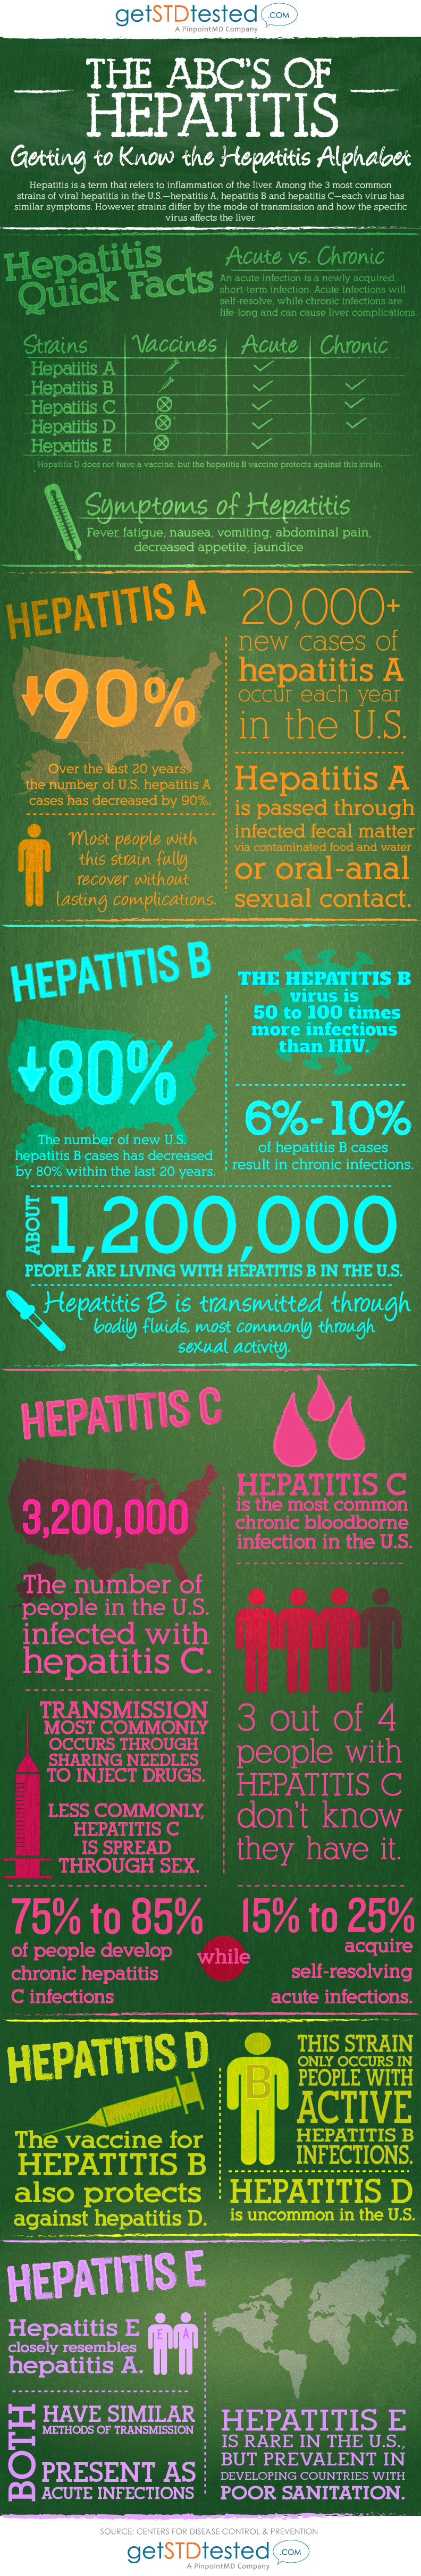 getSTDtested .COM
A PinpointMD Company
THE ABC'S OF
HEPATITIS
Getting to Know the Hepatitis Alphabet
Hepatitis is a term that refers to inflammation of the liver. Among the 3 most common
strains of viral hepatitis in the U.S.—hepatitis A, hepatitis B and hepatitis C—each virus has
similar symptoms. However, strains differ by the mode of transmission and how the specific
virus affects the liver.
Hepatitis
Quick Facts
Acute vs. Chronic
An acute infection is a newly acquired,
short-term infection. Acute infections will
self-resolve, while chronic infections are
life-long and can cause liver complications
Strains Vaccines Acute Chronic
Hepatitis A
Hepatitis B
Hepatitis C
Hepatitis D *
Hepatitis E
Hepatitis D does not have a vaccine, but the hepatitis B vaccine protects against this strain.
Symptoms of Hepatitis
Fever, fatigue, nausea, vomiting, abdominal pain,
decreased appetite, jaundice
HEPATITIS A
90%
Over the last 20 years,
the number of U.S. hepatitis A
cases has decreased by 90%.
Most people with
this strain fully
recover without
lasting complications.
20,000+
new cases of
hepatitis A
occur each year
in the U.S.
Hepatitis A
is passed through
infected fecal matter
via contaminated food and water
or oral-anal
sexual contact.
HEPATITIS B
80%
The number of new U.S.
hepatitis B cases has decreased
by 80% within the last 20 years.
THE HEPATITIS B
virus is
50 to 100 times
more infectious
than HIV.
6%-10%
of hepatitis B cases
result in chronic infections.
ABOUT
1,200,000
PEOPLE ARE LIVING WITH HEPATITIS B IN THE U.S.
Hepatitis B is transmitted through
bodily fluids, most commonly through
sexual activity.
HEPATITIS C
3,200,000
The number of
people in the U.S.
infected with
hepatitis C.
HEPATITIS C
is the most common
chronic bloodborne
infection in the U.S.
TRANSMISSION
MOST COMMONLY
OCCURS THROUGH
SHARING NEEDLES
TO INJECT DRUGS.
LESS COMMONLY,
HEPATITIS C
IS SPREAD
THROUGH SEX.
3 out of 4
people with
HEPATITIS C
don't know
they have it.
75% to 85%
of people develop
chronic hepatitis
C infections
while
15% to 25%
acquire
self-resolving
acute infections.
HEPATITIS D
The vaccine for
HEPATITIS B
also protects
against hepatitis D.
B
THIS STRAIN
ONLY OCCURS IN
PEOPLE WITH
ACTIVE
HEPATITIS B
INFECTIONS.
HEPATITIS D
is uncommon in the U.S.
HEPATITIS E
Hepatitis E
closely resembles
hepatitis A.
E A
BOTH
HAVE SIMILAR
METHODS OF TRANSMISSION
PRESENT AS
ACUTE INFECTIONS
HEPATITIS E
IS RARE IN THE U.S.,
BUT PREVALENT IN
DEVELOPING COUNTRIES WITH
POOR SANITATION.
SOURCE: CENTERS FOR DISEASE CONTROL & PREVENTION
getSTDtested .COM
A PinpointMD Company